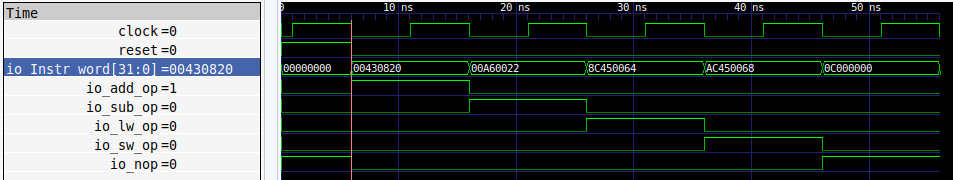 Time
clock=0
reset=0
io_Instr_word[31:0]=00430820
io_add_op=1
io_sub_op=0
io_lw_op=0
io_sw_op=0
io_nop=0
0 10 ns 20 ns 30 ns 40 ns 50 ns
00000000 00430820 00A60022 8C450064 AC450068 0C000000